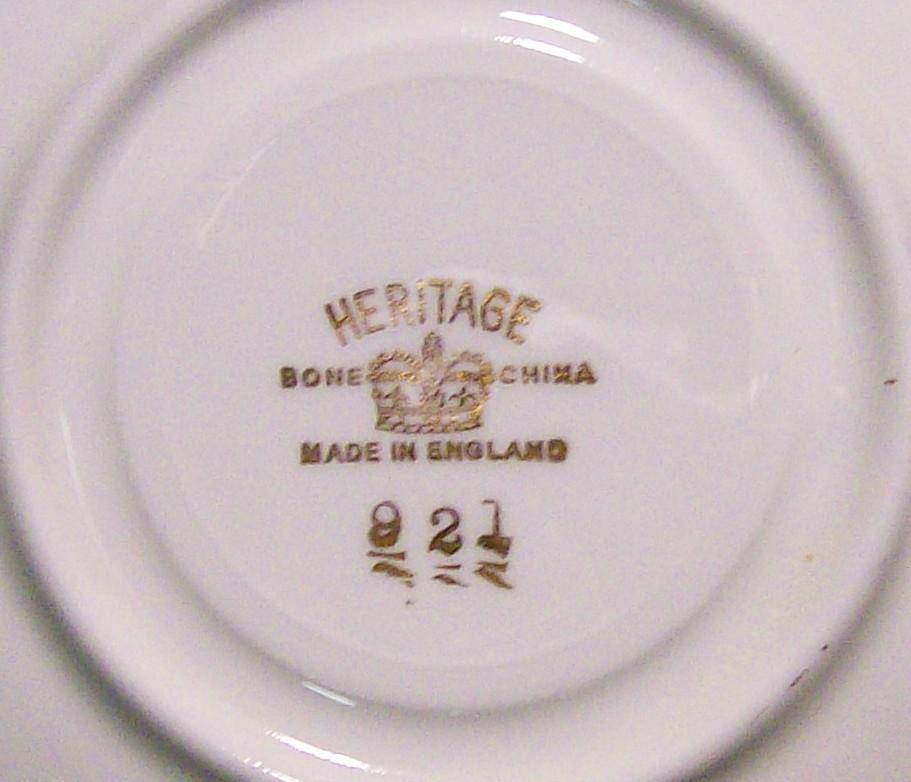 HERITAGE
BONE CHINA
MADE IN ENGLAND
921